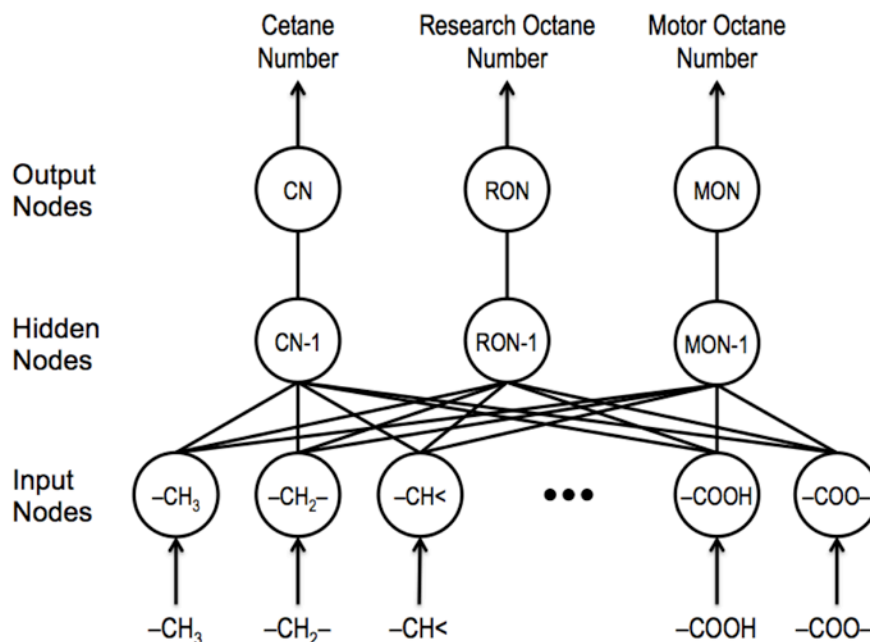 Cetane Number
Research Octane Number
Motor Octane Number
Output Nodes
CN
RON
MON
Hidden Nodes
CN-1
RON-1
MON-1
Input Nodes
–CH₃
–CH₂–
–CH<
•••
–COOH
–COO–
–CH₃
–CH₂–
–CH<
–COOH
–COO–